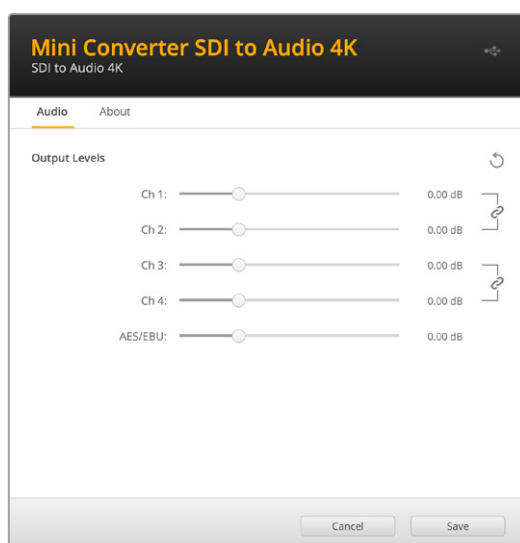 Mini Converter SDI to Audio 4K
SDI to Audio 4K
Audio About
Output Levels
Ch 1: 0.00 dB
Ch 2: 0.00 dB
Ch 3: 0.00 dB
Ch 4: 0.00 dB
AES/EBU: 0.00 dB
Cancel Save